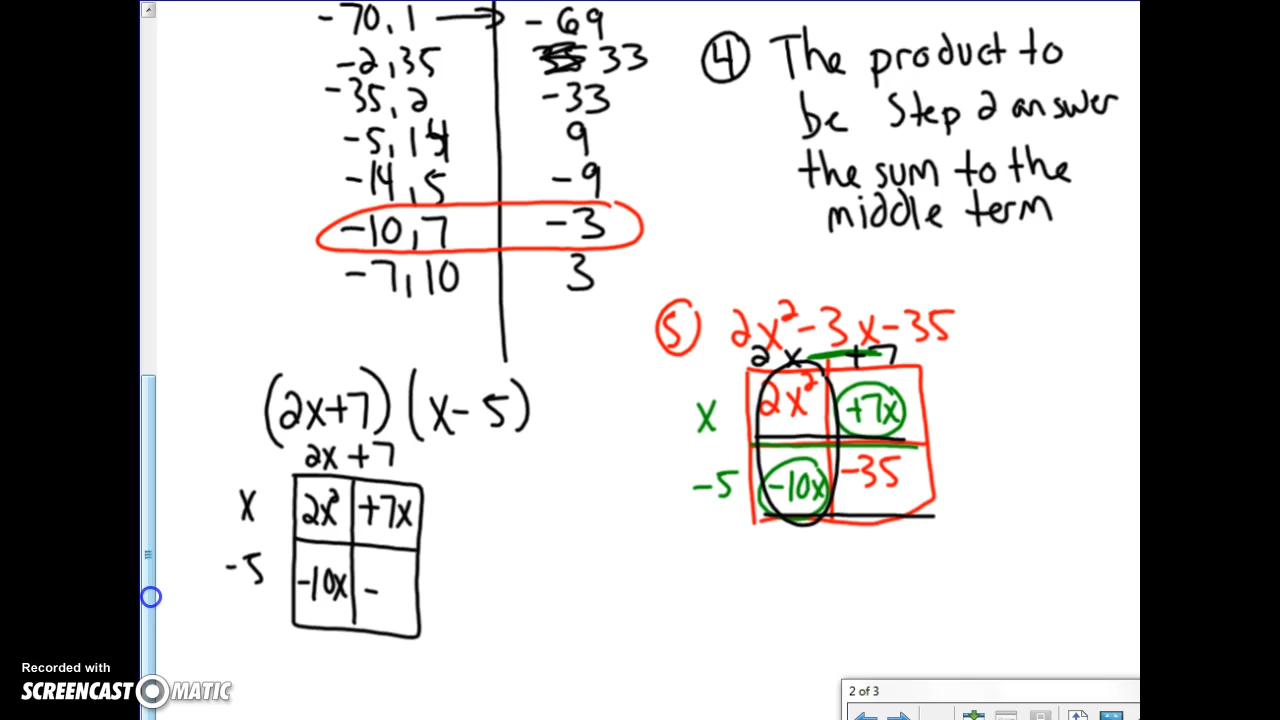 -70,1 → -69
-2,35 33
-35,2 -33
-5,14 9
-14,5 -9
-10,7 -3
-7,10 3
④ The product to
be Step 2 answer
the sum to the
middle term
⑤ 2x²-3x-35
2x +7
x 2x² +7x
-5 -10x -35
(2x+7)(x-5)
2x+7
x 2x² +7x
-5 -10x -
Recorded with
SCREENCAST O MATIC
2 of 3